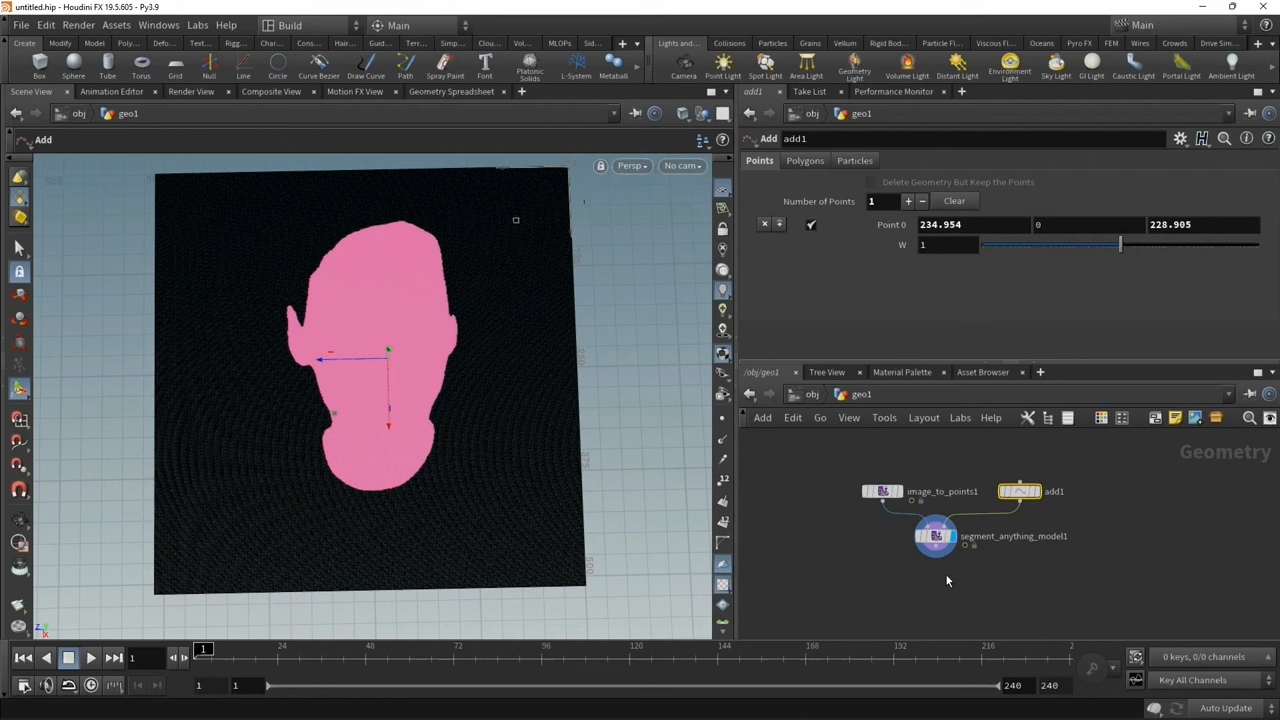 untitled.hip - Houdini FX 19.5.605 - Py3.9
File Edit Render Assets Windows Labs Help Build Main Main
Create Modify Model Poly... Defo... Text... Rigg... Char... Cons... Hair... Guid... Terr... Simp... Clou... Vol... MLOPs Sid...
Lights and... Collisions Particles Grains Vellum Rigid Bod... Particle Fl... Viscous Fl... Oceans Pyro FX FEM Wires Crowds Drive Sim...
Box Sphere Tube Torus Grid Null Line Circle Curve Bezier Draw Curve Path Spray Paint Font Platonic Solids L-System Metaball
Camera Point Light Spot Light Area Light Geometry Light Volume Light Distant Light Environment Light Sky Light GI Light Caustic Light Portal Light Ambient Light
Scene View Animation Editor Render View Composite View Motion FX View Geometry Spreadsheet
add1 Take List Performance Monitor
obj geo1
obj geo1
Add
Add add1
Persp No cam
Points Polygons Particles
Delete Geometry But Keep the Points
Number of Points 1 Clear
Point 0 234.954 0 228.905
W 1
375
500
/obj/geo1 Tree View Material Palette Asset Browser
obj geo1
Add Edit Go View Tools Layout Labs Help
Geometry
image_to_points1 add1
segment_anything_model1
1 1 24 48 72 96 120 144 168 192 216 2
0 keys, 0/0 channels
1 1 240 240 Key All Channels
Auto Update